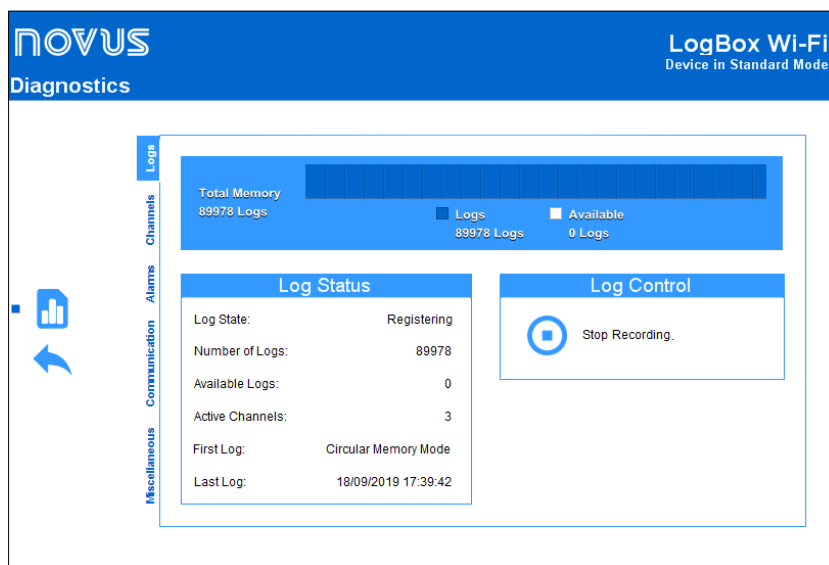 NOVUS
LogBox Wi-Fi
Device in Standard Mode
Diagnostics
Logs
Channels
Alarms
Communication
Miscellaneous
Total Memory
89978 Logs
Logs
89978 Logs
Available
0 Logs
Log Status
Log State: Registering
Number of Logs: 89978
Available Logs: 0
Active Channels: 3
First Log: Circular Memory Mode
Last Log: 18/09/2019 17:39:42
Log Control
Stop Recording.